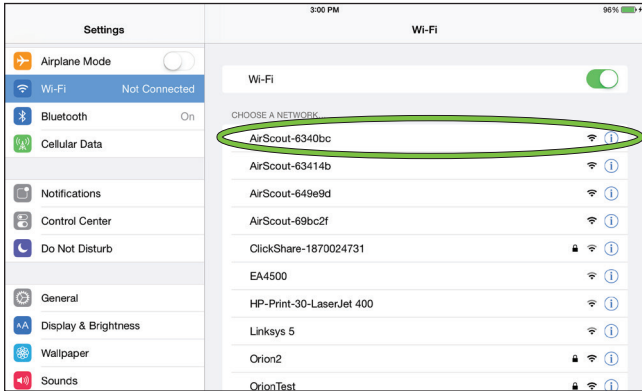 3:00 PM
96%
Settings
Wi-Fi
Airplane Mode
Wi-Fi
Not Connected
Bluetooth
On
Cellular Data
Notifications
Control Center
Do Not Disturb
General
AA Display & Brightness
Wallpaper
Sounds
Wi-Fi
CHOOSE A NETWORK
AirScout-6340bc
AirScout-63414b
AirScout-649e9d
AirScout-69bc2f
ClickShare-1870024731
EA4500
HP-Print-30-LaserJet 400
Linksys 5
Orion2
OrionTest